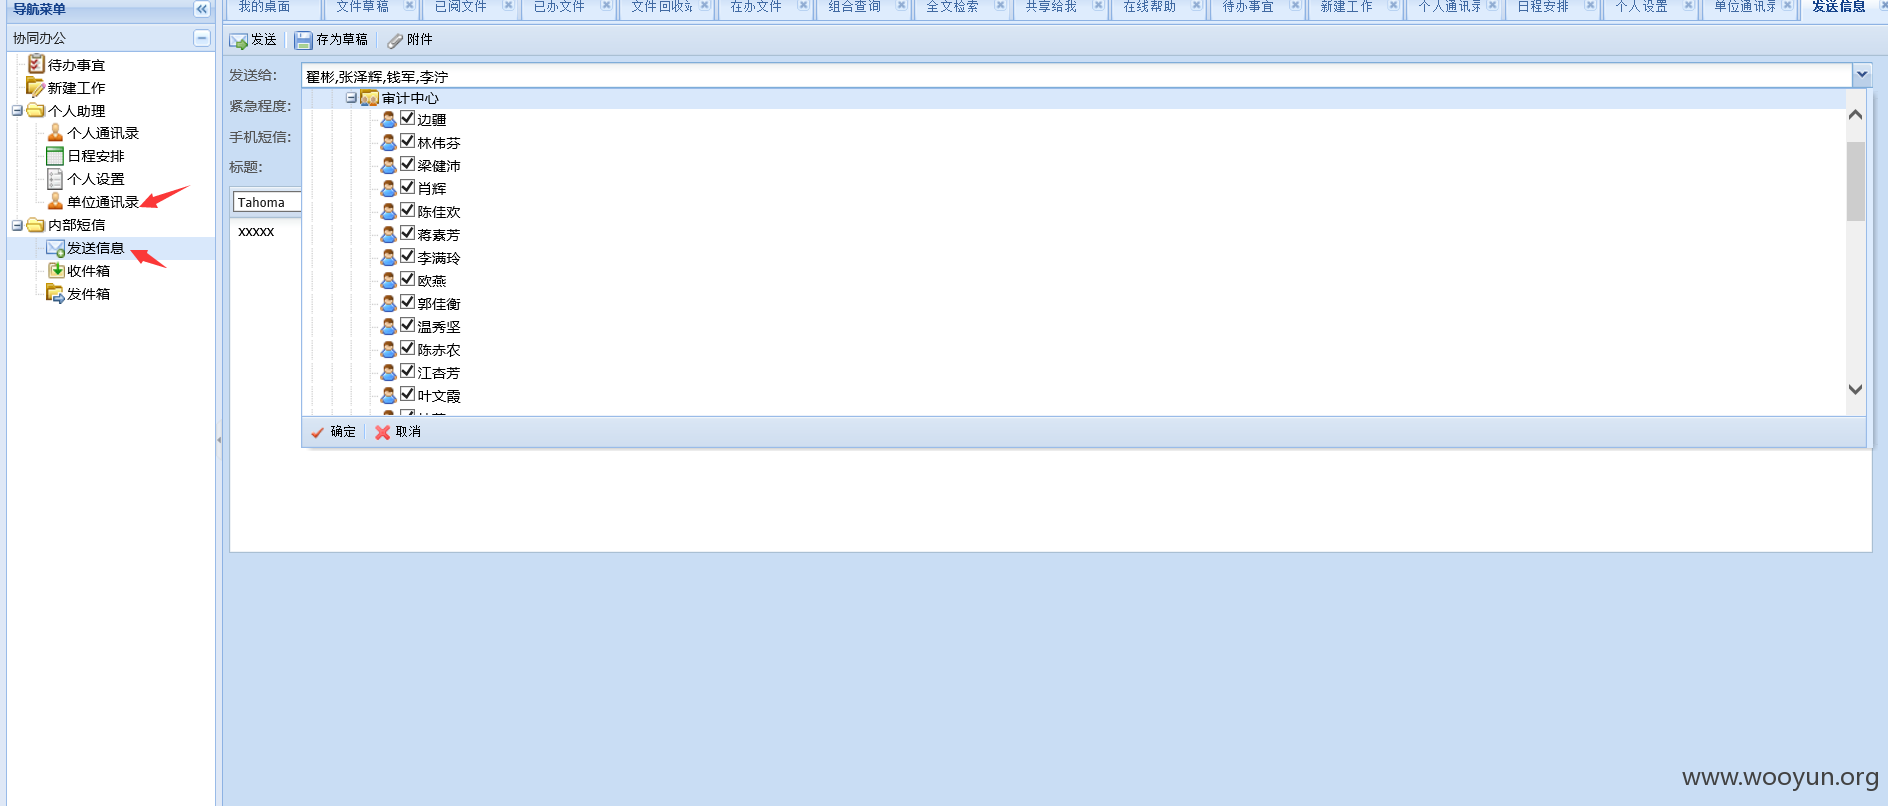 导航菜单
我的桌面 文件草稿 已阅文件 已办文件 文件回收站 在办文件 组合查询 全文检索 共享给我 在线帮助 待办事宜 新建工作 个人通讯录 日程安排 个人设置 单位通讯录 发送信息
协同办公
发送 存为草稿 附件
待办事宜
新建工作
个人助理
个人通讯录
日程安排
个人设置
单位通讯录
内部短信
发送信息
收件箱
发件箱
发送给: 翟彬,张泽辉,钱军,李泞
紧急程度:
手机短信:
标题:
Tahoma
xxxxx
审计中心
边疆
林伟芬
梁健沛
肖辉
陈佳欢
蒋素芳
李满玲
欧燕
郭佳衡
温秀坚
陈赤农
江杏芳
叶文霞
确定 取消
www.wooyun.org